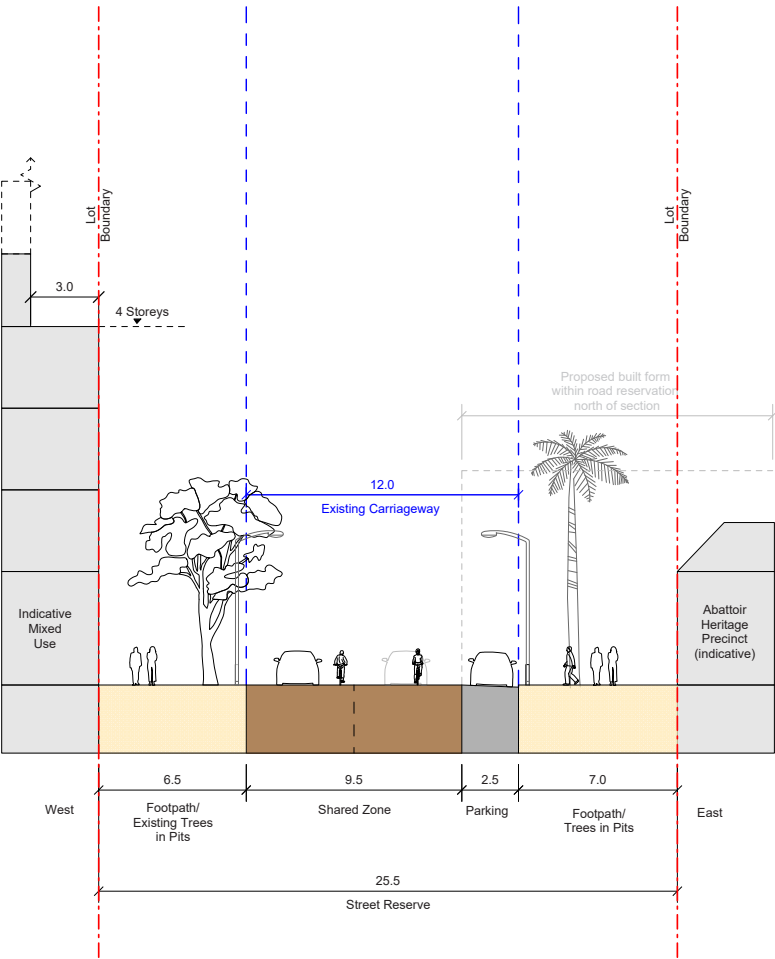 Lot
Boundary
Lot
Boundary
3.0
4 Storeys
Proposed built form
within road reservation
north of section
12.0
Existing Carriageway
Indicative
Mixed
Use
Abattoir
Heritage
Precinct
(indicative)
6.5
9.5
2.5
7.0
West
Footpath/
Existing Trees
in Pits
Shared Zone
Parking
Footpath/
Trees in Pits
East
25.5
Street Reserve